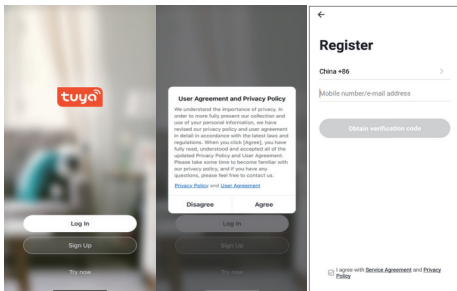 tuya
Log In
Sign Up
Try now
User Agreement and Privacy Policy
We understand the importance of privacy. In
order to more fully present our collection and
use of your personal information, we have
revised our privacy policy and user agreement
in detail in accordance with the latest laws and
regulations. When you click [Agree], you have
fully read, understood and accepted all of the
updated Privacy Policy and User Agreement.
Please take time to become familiar with
our privacy policy, and if you have any
questions, please feel free to contact us.
Privacy Policy and User Agreement
Disagree Agree
Log In
Sign Up
Try now
Register
China +86
Mobile number/e-mail address
Obtain verification code
I agree with Service Agreement and Privacy
Policy